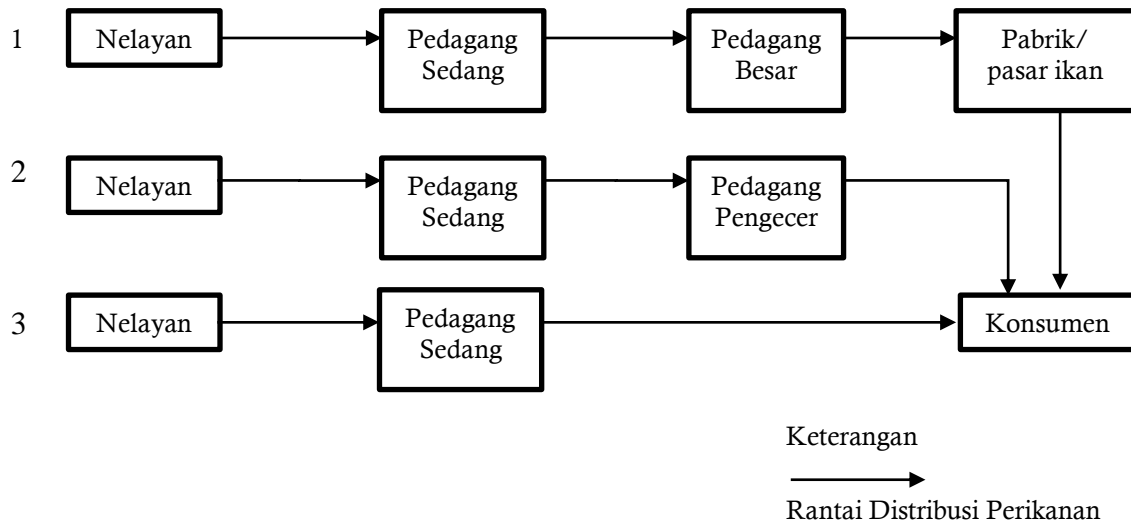 1
Nelayan
Pedagang
Sedang
Pedagang
Besar
Pabrik/
pasar ikan
2
Nelayan
Pedagang
Sedang
Pedagang
Pengecer
3
Nelayan
Pedagang
Sedang
Konsumen
Keterangan
Rantai Distribusi Perikanan